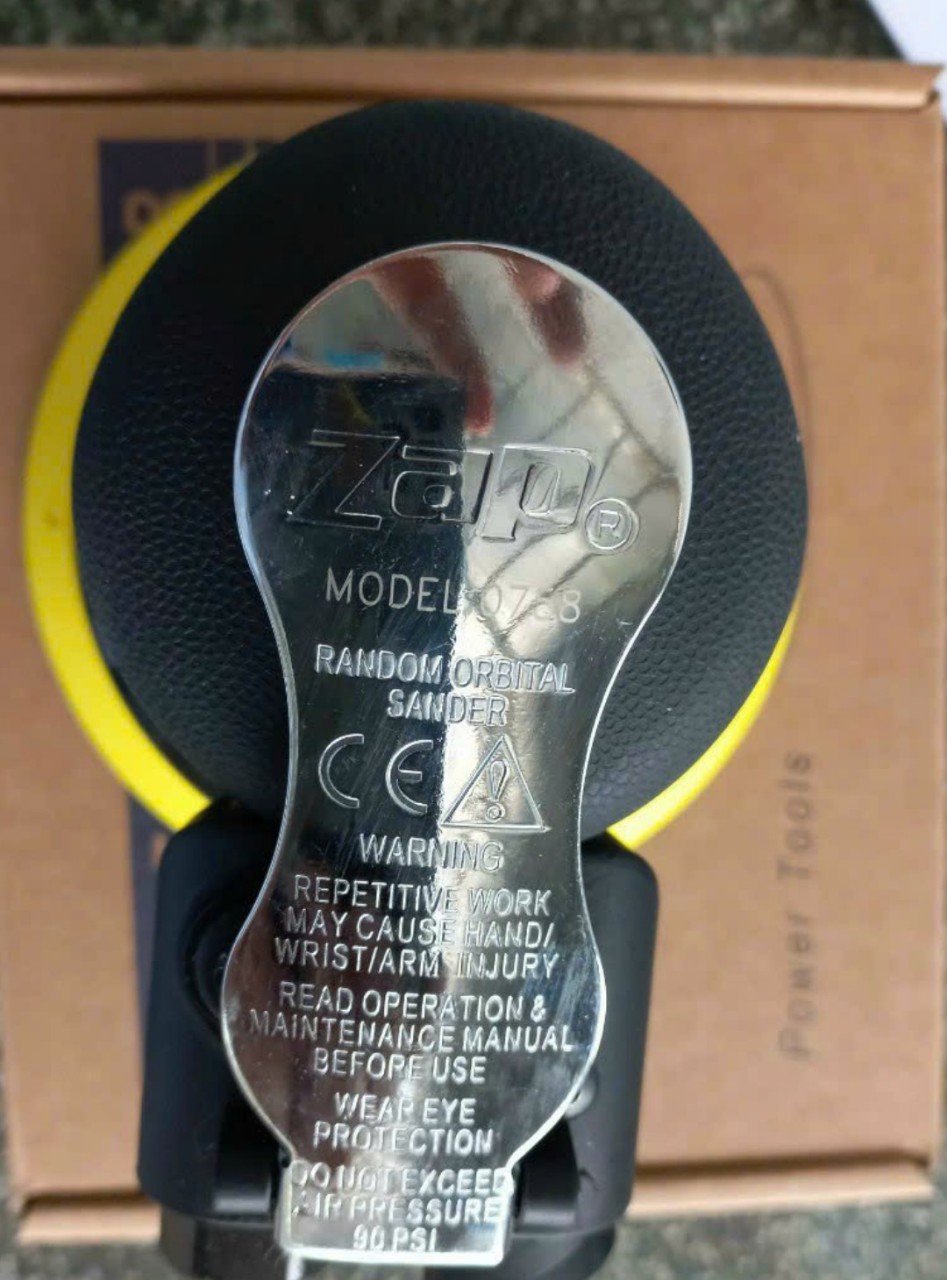 Zap®
MODEL
RANDOM ORBITAL
SANDER
CE
WARNING
REPETITIVE WORK
MAY CAUSE HAND/
WRIST/ARM INJURY
READ OPERATION &
MAINTENANCE MANUAL
BEFORE USE
WEAR EYE
PROTECTION
DO NOT EXCEED
AIR PRESSURE
90 PSI
Power Tools